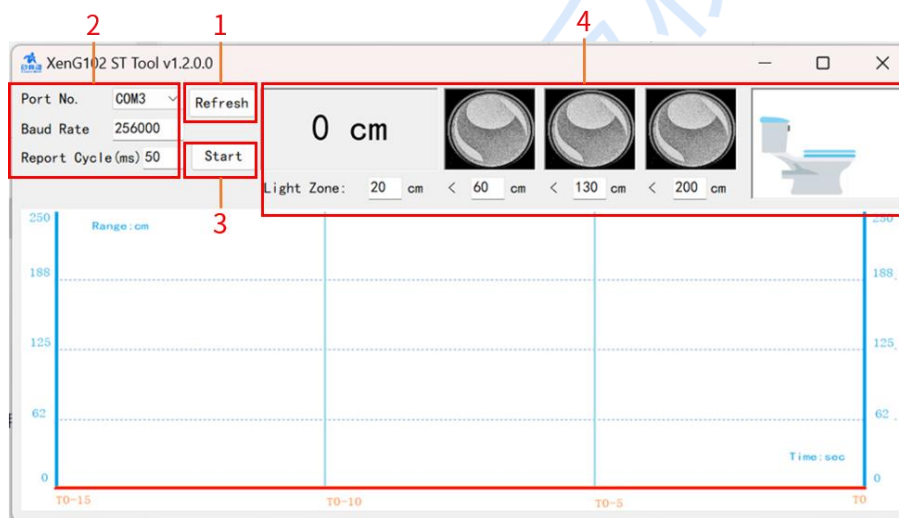 2
1
4
XenG102 ST Tool v1.2.0.0
Port No. COM3
Refresh
Baud Rate 256000
Report Cycle(ms) 50
Start
0 cm
Light Zone: 20 cm < 60 cm < 130 cm < 200 cm
3
250
Range:cm
250
188
188
125
125
62
62
Time:sec
0
0
T0-15
T0-10
T0-5
T0